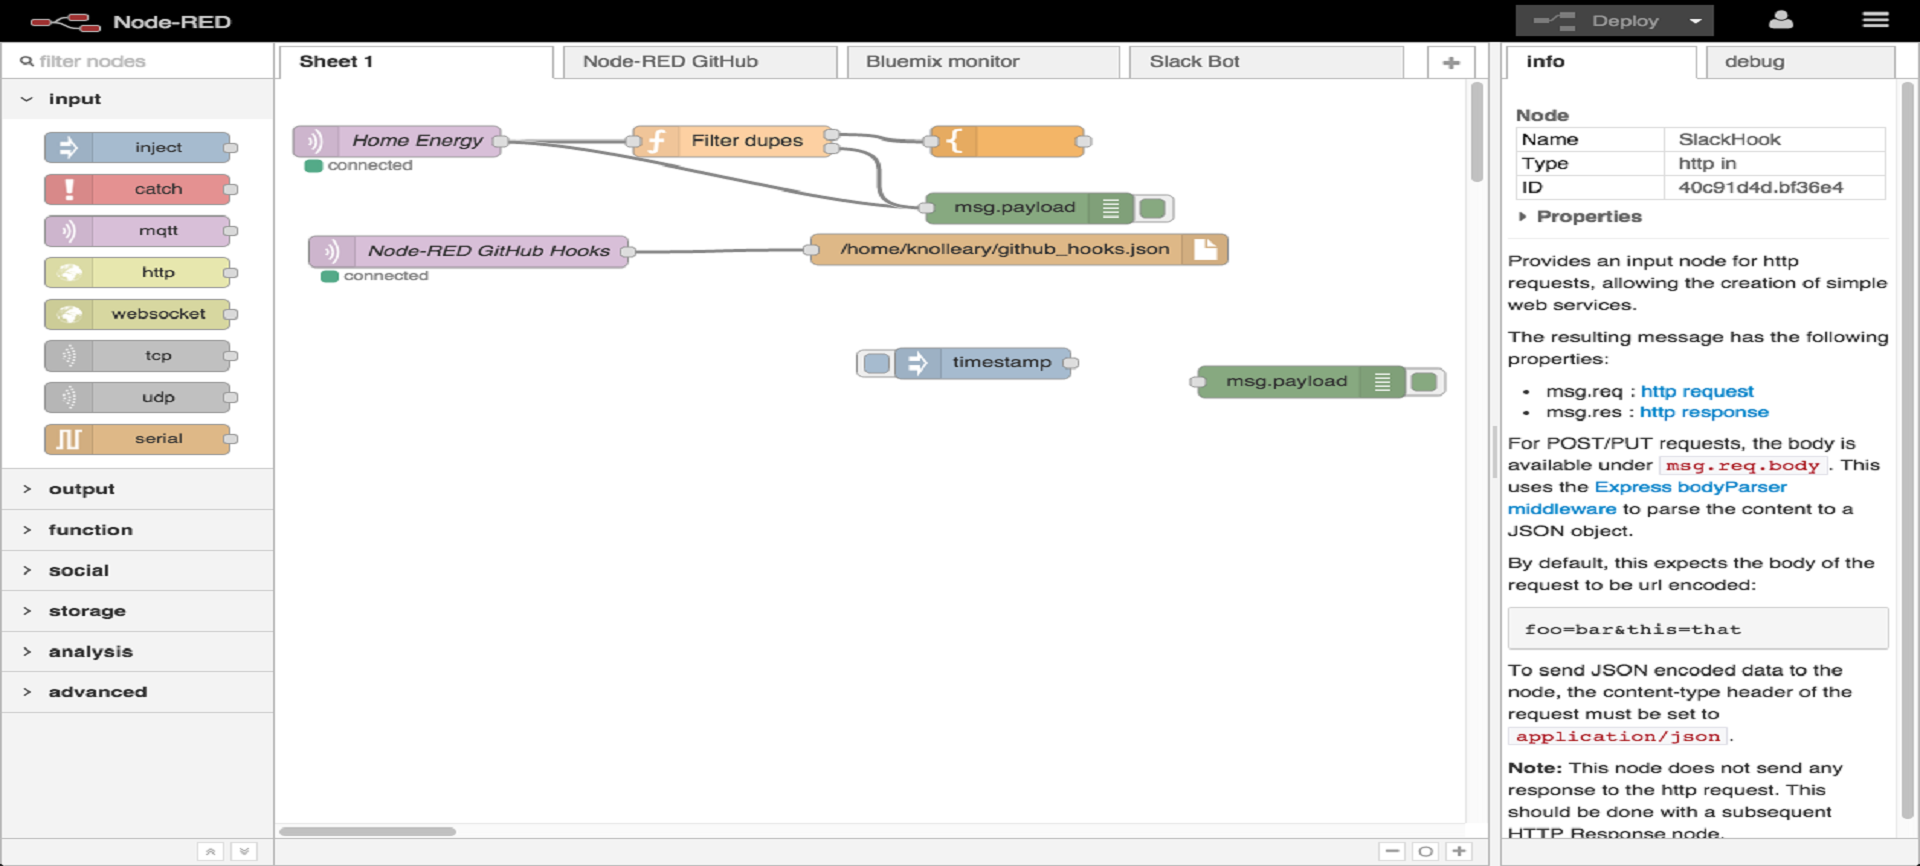 Node-RED
Deploy
filter nodes
input
inject
catch
mqtt
http
websocket
tcp
udp
serial
output
function
social
storage
analysis
advanced
Sheet 1
Node-RED GitHub
Bluemix monitor
Slack Bot
Home Energy
connected
Filter dupes
msg.payload
Node-RED GitHub Hooks
connected
/home/knolleary/github_hooks.json
timestamp
msg.payload
info
debug
Node
Name SlackHook
Type http in
ID 40c91d4d.bf36e4
Properties
Provides an input node for http
requests, allowing the creation of simple
web services.
The resulting message has the following
properties:
• msg.req : http request
• msg.res : http response
For POST/PUT requests, the body is
available under msg.req.body . This
uses the Express bodyParser
middleware to parse the content to a
JSON object.
By default, this expects the body of the
request to be url encoded:
foo=bar&this=that
To send JSON encoded data to the
node, the content-type header of the
request must be set to
application/json .
Note: This node does not send any
response to the http request. This
should be done with a subsequent
HTTP Response node.